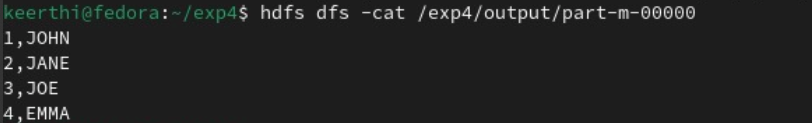 keerthi@fedora:~/exp4$ hdfs dfs -cat /exp4/output/part-m-00000
1,JOHN
2,JANE
3,JOE
4,EMMA